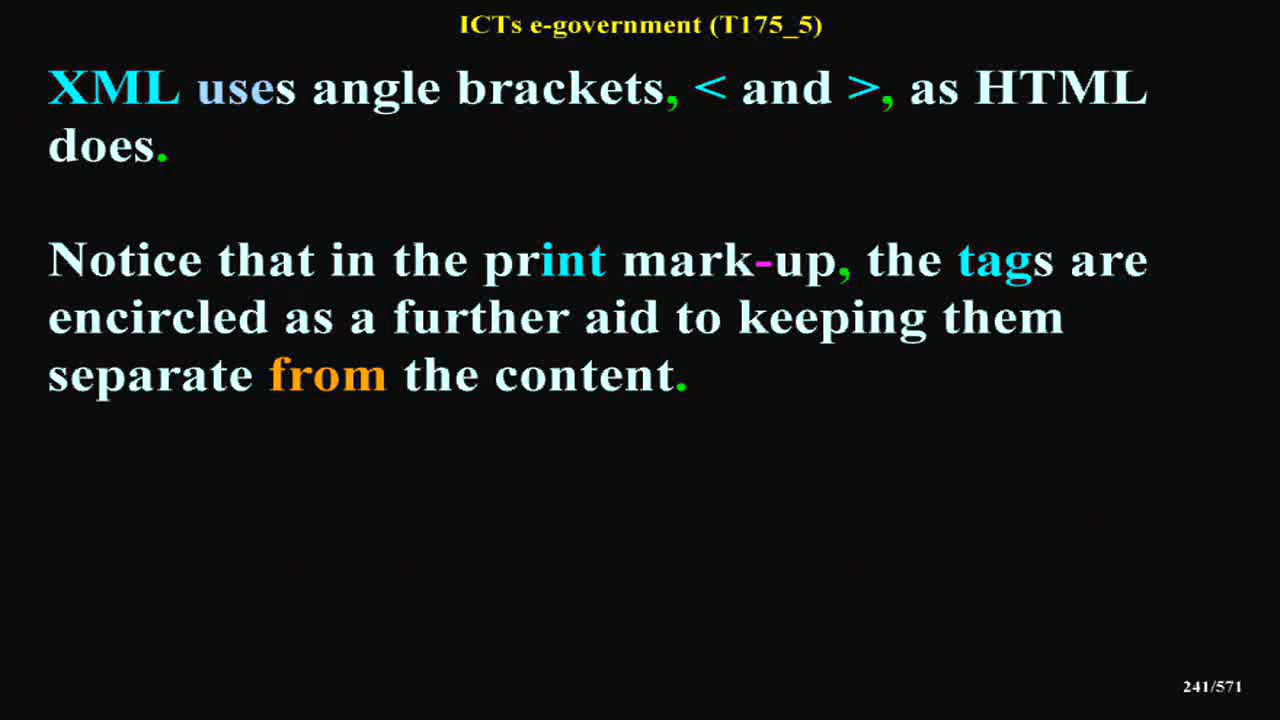 ICTs e-government (T175_5)
XML uses angle brackets, < and >, as HTML
does.
Notice that in the print mark-up, the tags are
encircled as a further aid to keeping them
separate from the content.
241/571